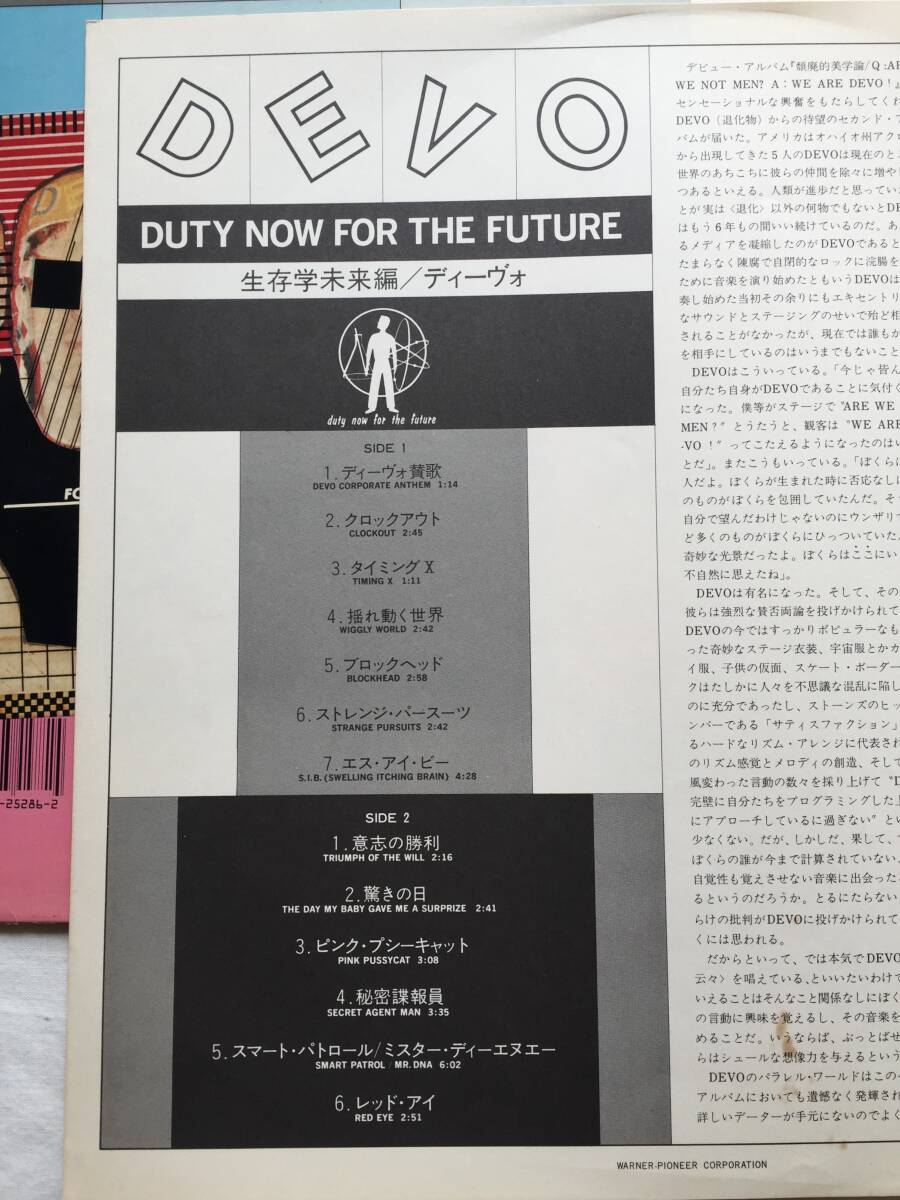 DEVO
DUTY NOW FOR THE FUTURE
生存学未来編／ディーヴォ
duty now for the future
SIDE 1
1.ディーヴォ賛歌
DEVO CORPORATE ANTHEM 1:14
2.クロックアウト
CLOCKOUT 2:45
3.タイミングX
TIMING X 1:11
4.揺れ動く世界
WIGGLY WORLD 2:42
5.ブロックヘッド
BLOCKHEAD 2:58
6.ストレンジ・パースーツ
STRANGE PURSUITS 2:42
7.エス・アイ・ビー
S.I.B.(SWELLING ITCHING BRAIN) 4:28
SIDE 2
1.意志の勝利
TRIUMPH OF THE WILL 2:16
2.驚きの日
THE DAY MY BABY GAVE ME A SURPRIZE 2:41
3.ピンク・プシーキャット
PINK PUSSYCAT 3:08
4.秘密諜報員
SECRET AGENT MAN 3:35
5.スマート・パトロール/ミスター・ディーエヌエー
SMART PATROL / MR. DNA 6:02
6.レッド・アイ
RED EYE 2:51
デビュー・アルバム『頽廃的美学論/Q:AR
WE NOT MEN? A：WE ARE DEVO！』
センセーショナルな興奮をもたらしてくれ
DEVO（退化物）からの待望のセカンド・ア
バムが届いた。アメリカはオハイオ州アクロ
から出現してきた5人のDEVOは現在のとこ
世界のあちこちに彼らの仲間を除々に増や
つあるといえる。人類が進歩だと思ってい
とが実は〈退化〉以外の何物でもないとDE
はもう6年もの間いい続けているのだ。あ
るメディアを凝縮したのがDEVOであると
たまらなく陳腐で自閉的なロックに浣腸を
ために音楽を演り始めたともいうDEVOは
奏し始めた当初その余りにもエキセントリ
なサウンドとステージングのせいで殆ど相
されることがなかったが、現在では誰もか
を相手にしているのはいうまでもないこと
DEVOはこういっている。「今じゃ皆ん
自分たち自身がDEVOであることに気付く
になった。僕等がステージで"ARE WE
MEN？"とうたうと、観客は"WE ARE
-VO！"ってこたえるようになったのはい
とだ」。またこうもいっている。「ぼくらは
人だよ。ぼくらが生まれた時に否応なしに
のものがぼくらを包囲していたんだ。そ
自分で望んだわけじゃないのにウンザリ
ど多くのものがぼくらにひっついていたん
奇妙な光景だったよ。ぼくらはここにい
不自然に思えたね」。
DEVOは有名になった。そして、その
彼らは強烈な賛否両論を投げかけられて
DEVOの今ではすっかりポピュラーなも
った奇妙なステージ衣装、宇宙服とかカ
イ服、子供の仮面、スケート・ボーダー
クはたしかに人々を不思議な混乱に陥し
のに充分であったし、ストーンズのヒッ
ンバーである「サティスファクション」
るハードなリズム・アレンジに代表され
のリズム感覚とメロディの創造、そして
風変わった言動の数々を採り上げて"D
完璧に自分たちをプログラミングした
にアプローチしているに過ぎない"とい
少なくない。だが、しかしだ、果して、
ぼくらの誰が今まで計算されていない、
自覚性も覚えさせない音楽に出会った
るというのだろうか。とるにたらない
らけの批判がDEVOに投げかけられて
くには思われる。
だからといって、では本気でDEVO
云々〉を唱えている、といいたいわけで
いえることはそんなこと関係なしにぼく
の言動に興味を覚えるし、その音楽を
めることだ。いうならば、ぶっとばせ
らはシュールな想像力を与えるという
DEVOのパラレル・ワールドはこの
アルバムにおいても遺憾なく発揮され
詳しいデーターが手元にないのでよく
WARNER-PIONEER CORPORATION
FO
-25286-2